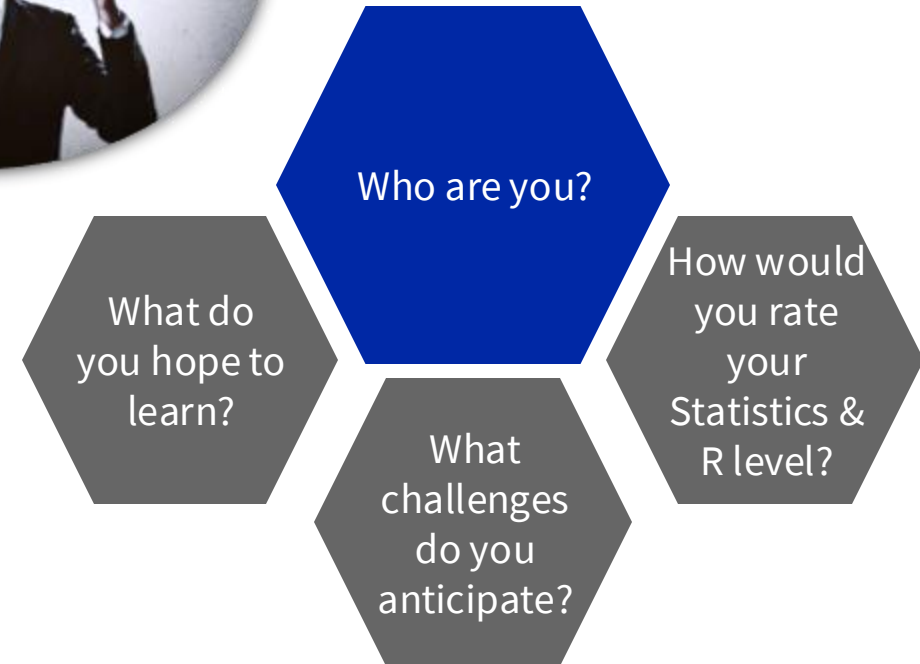 Who are you?
What do
you hope to
learn?
What
challenges
do you
anticipate?
How would
you rate
your
Statistics &
R level?